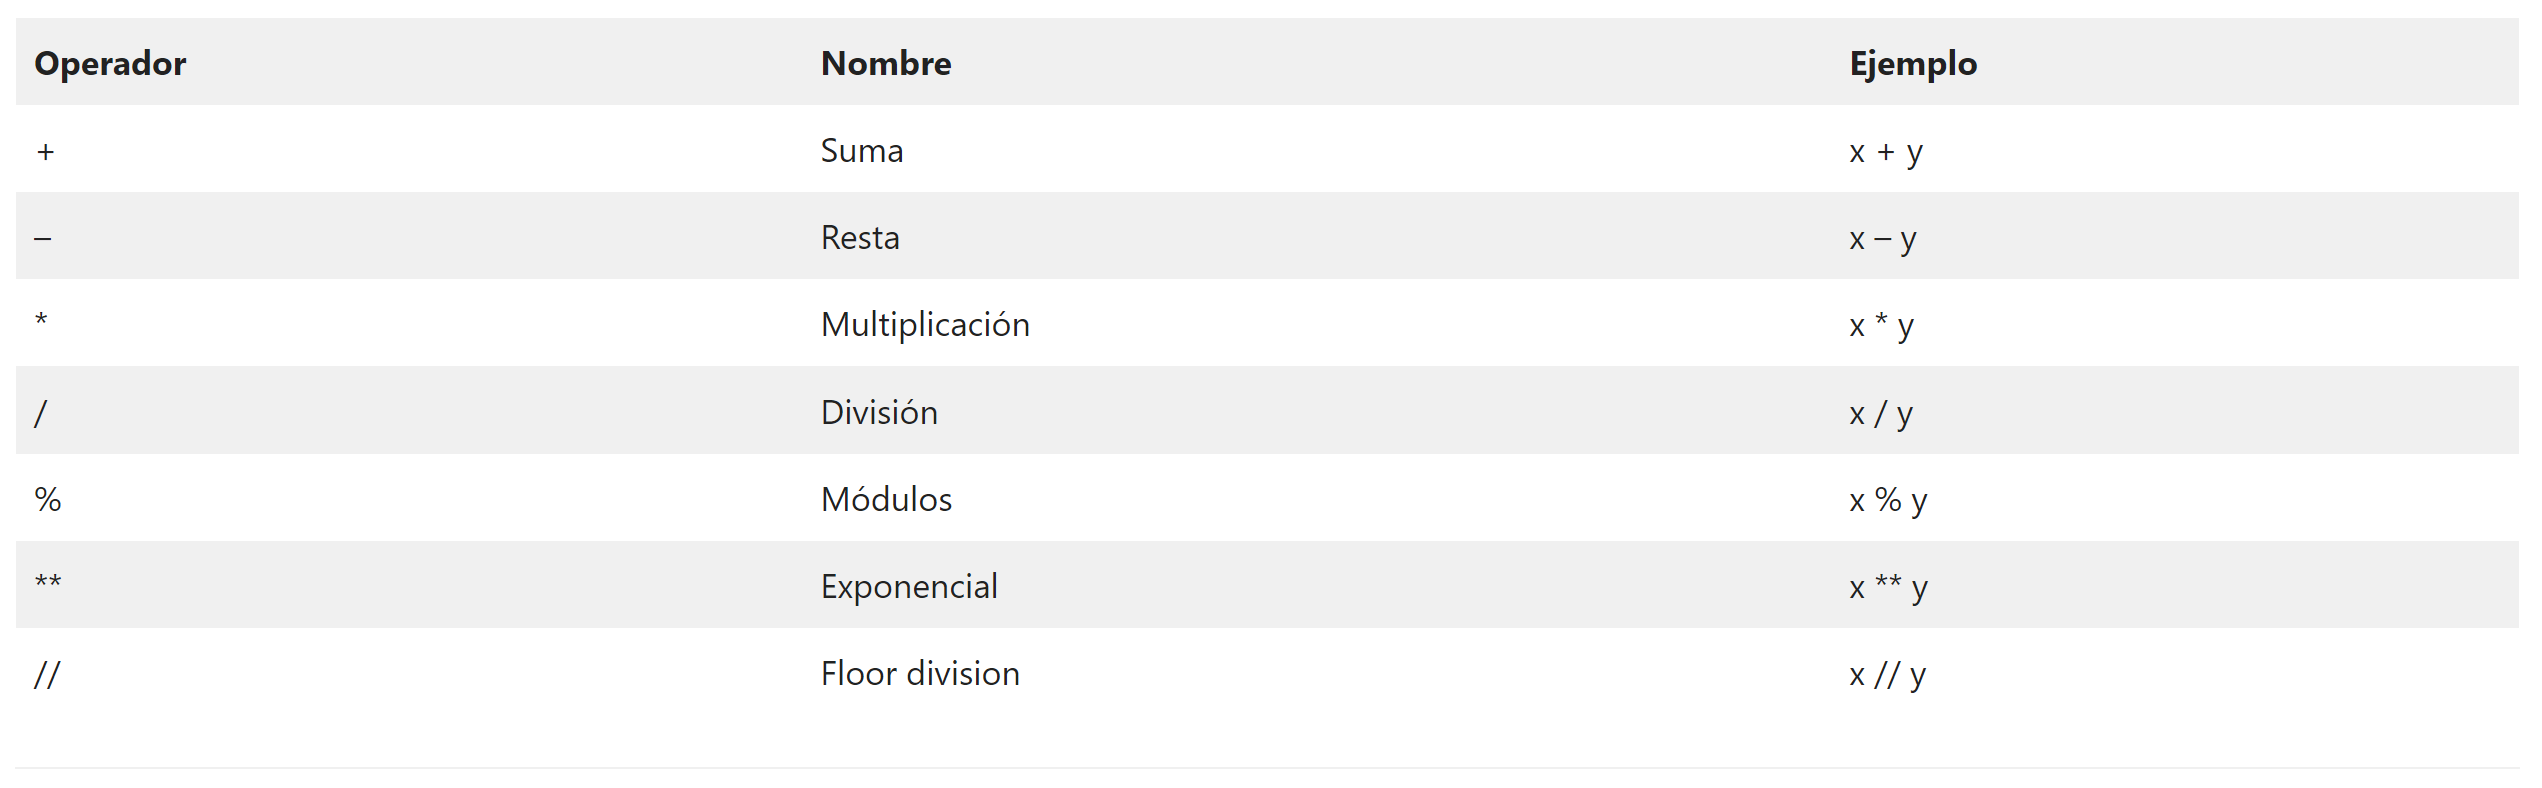 Operador Nombre Ejemplo
+ Suma x + y
– Resta x – y
* Multiplicación x * y
/ División x / y
% Módulos x % y
** Exponencial x ** y
// Floor division x // y